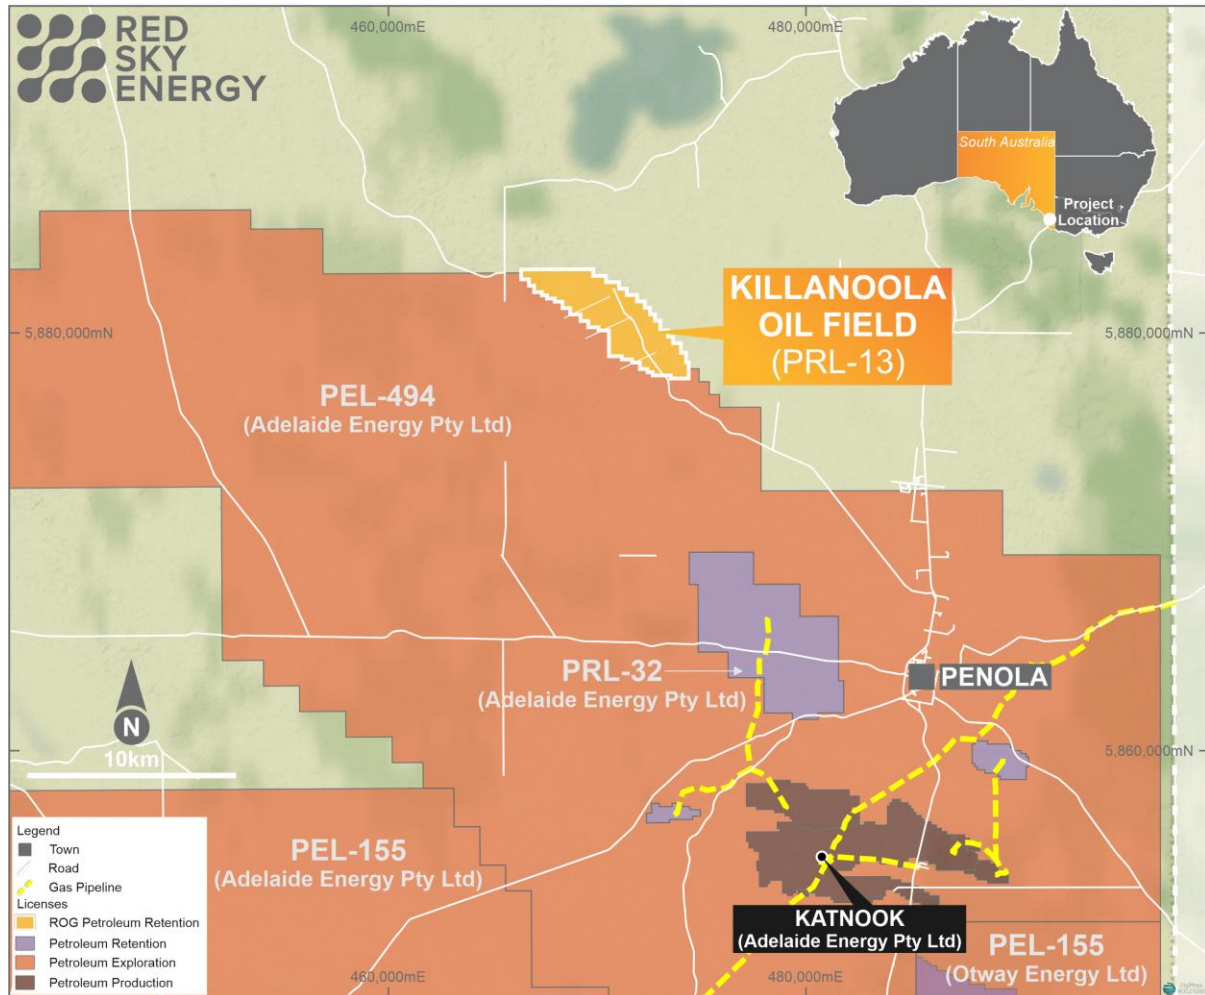 RED
SKY
ENERGY
460,000mE
480,000mE
South Australia
Project
Location
5,880,000mN
5,880,000mN
KILLANOOLA
OIL FIELD
(PRL-13)
PEL-494
(Adelaide Energy Pty Ltd)
PRL-32
(Adelaide Energy Pty Ltd)
PENOLA
N
10km
5,860,000mN
PEL-155
(Adelaide Energy Pty Ltd)
KATNOOK
(Adelaide Energy Pty Ltd)
PEL-155
(Otway Energy Ltd)
Legend
Town
Road
Gas Pipeline
Licenses
ROG Petroleum Retention
Petroleum Retention
Petroleum Exploration
Petroleum Production
460,000mE
480,000mE